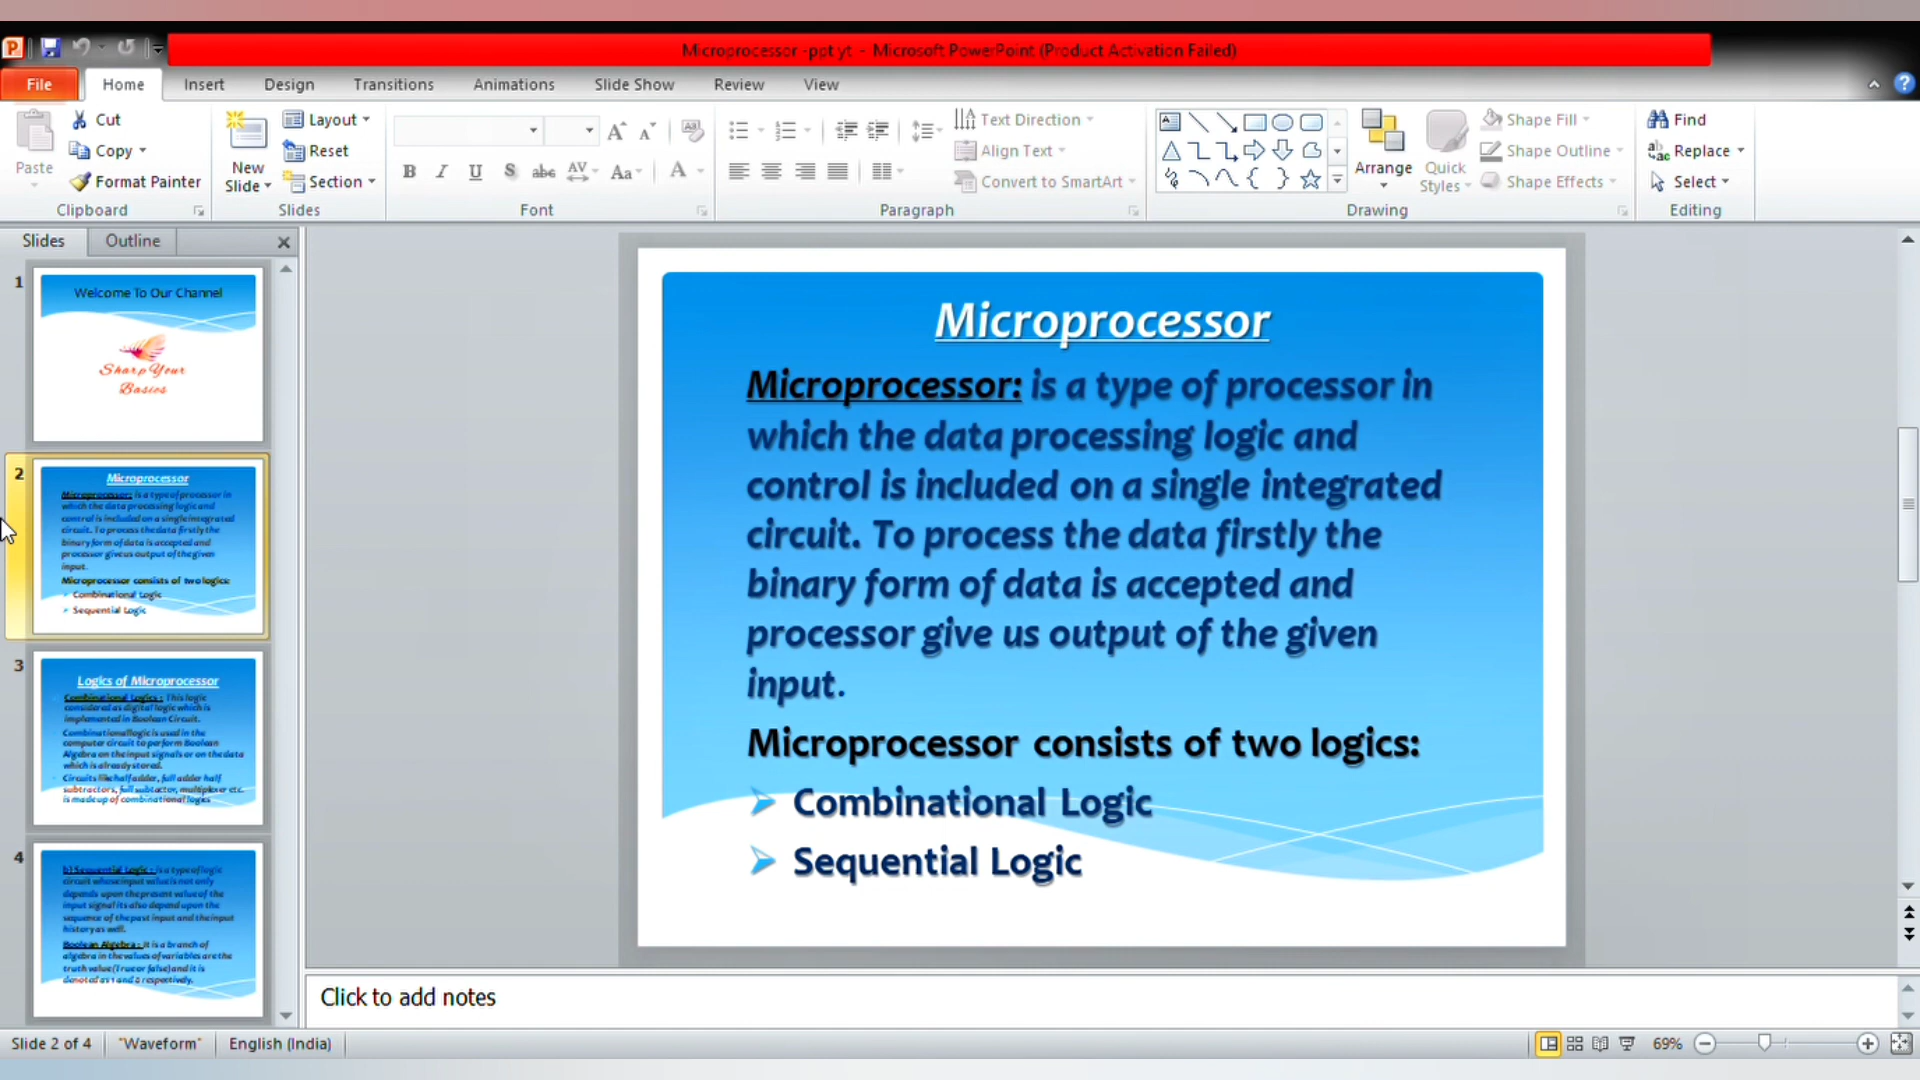 Microprocessor -ppt yt - Microsoft PowerPoint (Product Activation Failed)
File Home Insert Design Transitions Animations Slide Show Review View
Paste
Cut
Copy
Format Painter
Clipboard
New
Slide
Layout
Reset
Section
Slides
Font
Text Direction
Align Text
Convert to SmartArt
Paragraph
Arrange
Quick
Styles
Shape Fill
Shape Outline
Shape Effects
Drawing
Find
Replace
Select
Editing
Slides Outline
1
Welcome To Our Channel
Sharp Your
Basics
2
Microprocessor
Microprocessor: is a type of processor in
which the data processing logic and
control is included on a single integrated
circuit. To process the data firstly the
binary form of data is accepted and
processor give us output of the given
input.
Microprocessor consists of two logics:
Combinational Logic
Sequential Logic
3
Logics of Microprocessor
Combinational Logics : This logic
considered as digital logic which is
implemented in Boolean Circuit.
Combinational logic is used in the
computer circuit to perform Boolean
Algebra on the input signals or on the data
which is already stored.
Circuits like half adder, full adder half
subtractors, full subtactor, multiplexer etc.
is made up of combinational logics
4
b) Sequential Logic : is a type of logic
circuit whose input value is not only
depends upon the present value of the
input signal its also depend upon the
sequence of the past input and the input
history as well.
Boolean Algebra : It is a branch of
algebra in the values of variables are the
truth value (True or false) and it is
denoted as 1 and 0 respectively.
Microprocessor
Microprocessor: is a type of processor in
which the data processing logic and
control is included on a single integrated
circuit. To process the data firstly the
binary form of data is accepted and
processor give us output of the given
input.
Microprocessor consists of two logics:
Combinational Logic
Sequential Logic
Click to add notes
Slide 2 of 4 "Waveform" English (India) 69%